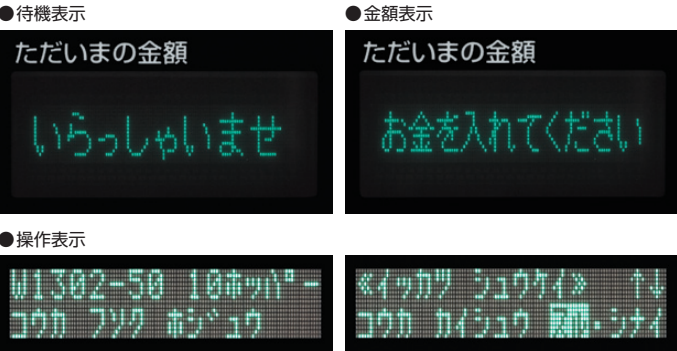 ●待機表示
●金額表示
ただいまの金額
いらっしゃいませ
ただいまの金額
お金を入れてください
●操作表示
W1302-50 10ホッパ゜-
コウカ フソク ホジュウ
≪イッカツ シュウケイ≫ ↑↓
コウカ カイシュウ スル・シナイ